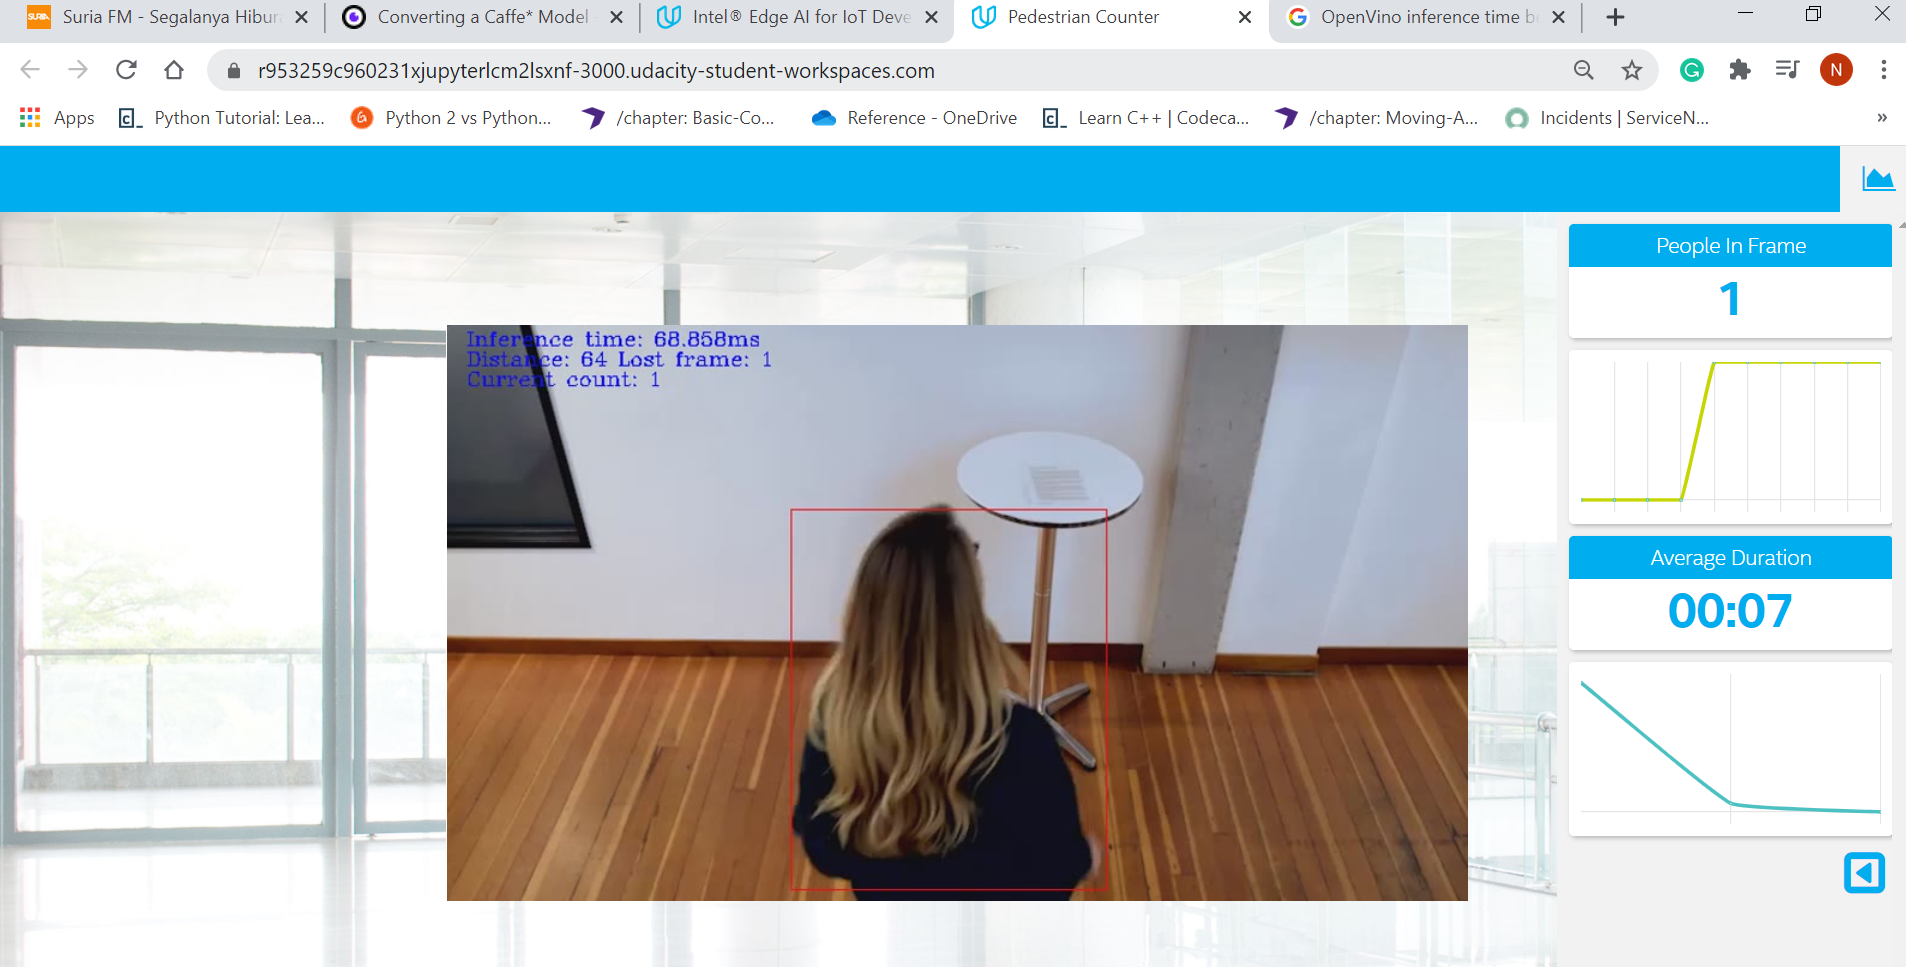 SURIA
Suria FM - Segalanya Hibur
Converting a Caffe* Model
Intel® Edge AI for IoT Deve
Pedestrian Counter
OpenVino inference time b
r953259c960231xjupyterlcm2lsxnf-3000.udacity-student-workspaces.com
N
Apps
Python Tutorial: Lea...
Python 2 vs Python...
/chapter: Basic-Co...
Reference - OneDrive
Learn C++ | Codeca...
/chapter: Moving-A...
Incidents | ServiceN...
»
People In Frame
1
Inference time: 68.858ms
Distance: 64 Lost frame: 1
Current count: 1
Average Duration
00:07